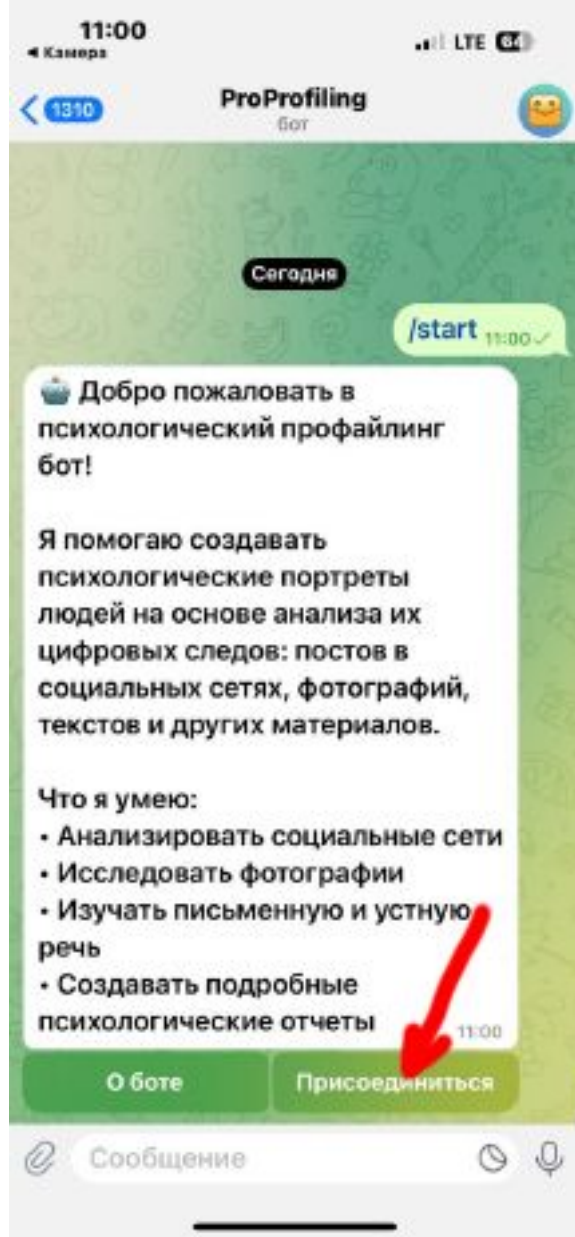 11:00
◀ Камера
LTE 64
1310
ProProfiling
бот
Сегодня
/start 11:00
🤖 Добро пожаловать в
психологический профайлинг
бот!
Я помогаю создавать
психологические портреты
людей на основе анализа их
цифровых следов: постов в
социальных сетях, фотографий,
текстов и других материалов.
Что я умею:
• Анализировать социальные сети
• Исследовать фотографии
• Изучать письменную и устную
речь
• Создавать подробные
психологические отчеты
11:00
О боте
Присоединиться
Сообщение